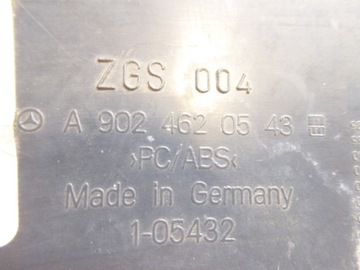 ZGS 004
A 902 462 05 43
>PC/ABS<
Made in Germany
1-05432